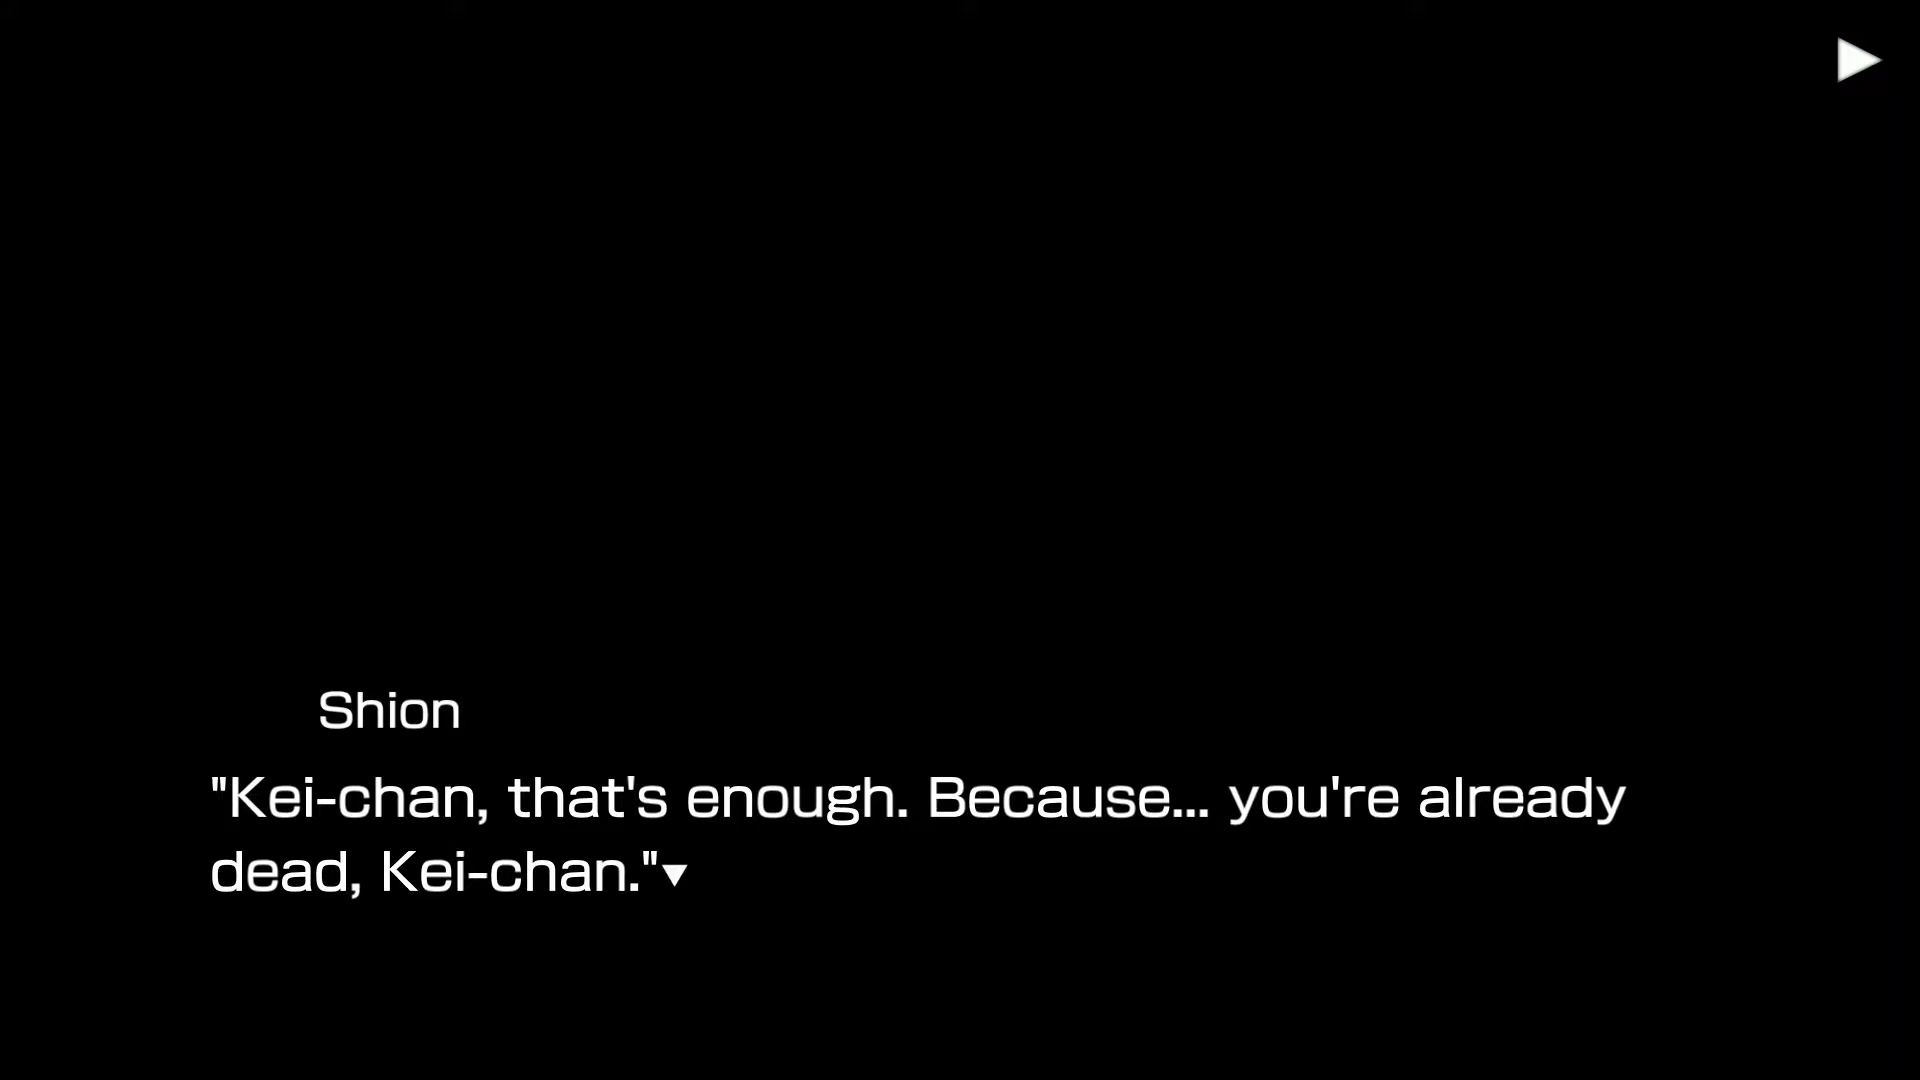 Shion
"Kei-chan, that's enough. Because... you're already
dead, Kei-chan."